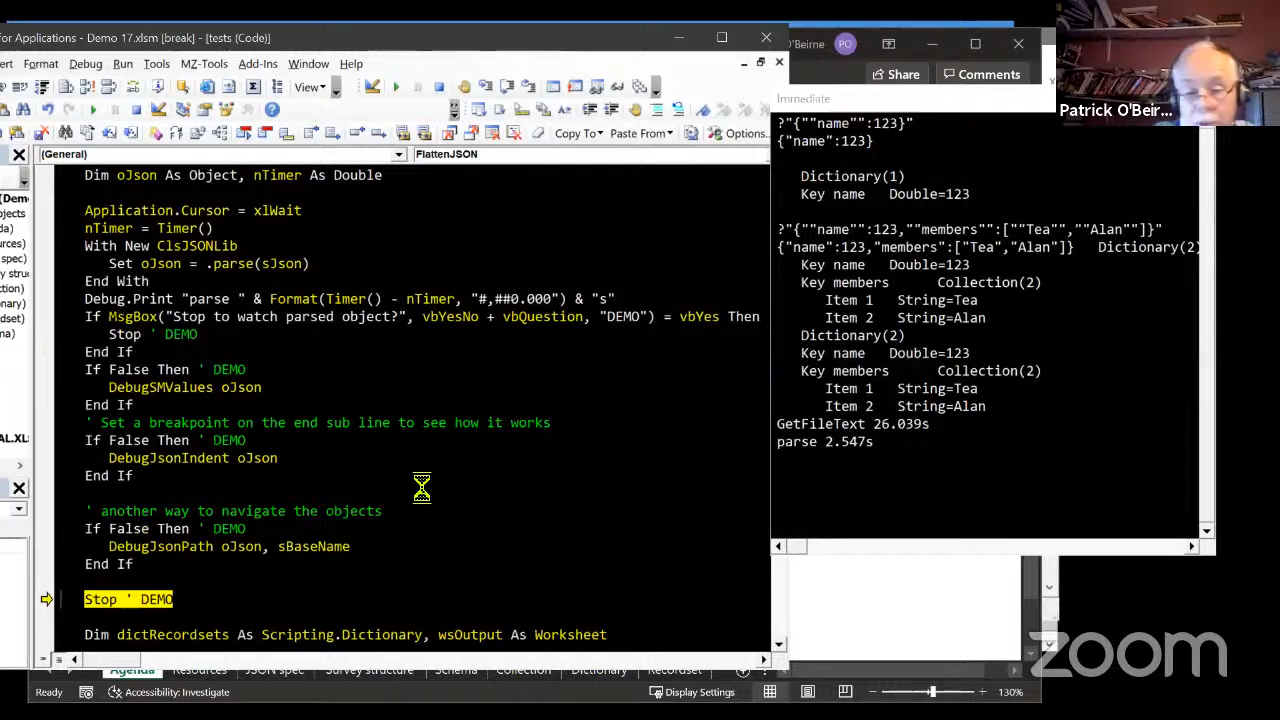 for Applications - Demo 17.xlsm [break] - [tests (Code)]
Format Debug Run Tools MZ-Tools Add-Ins Window Help
View
Copy To Paste From Options..
(General) FlattenJSON
Dim oJson As Object, nTimer As Double
Application.Cursor = xlWait
nTimer = Timer()
With New ClsJSONLib
Set oJson = .parse(sJson)
End With
Debug.Print "parse " & Format(Timer() - nTimer, "#,##0.000") & "s"
If MsgBox("Stop to watch parsed object?", vbYesNo + vbQuestion, "DEMO") = vbYes Then
Stop ' DEMO
End If
If False Then ' DEMO
DebugSMValues oJson
End If
' Set a breakpoint on the end sub line to see how it works
If False Then ' DEMO
DebugJsonIndent oJson
End If
' another way to navigate the objects
If False Then ' DEMO
DebugJsonPath oJson, sBaseName
End If
Stop ' DEMO
Dim dictRecordsets As Scripting.Dictionary, wsOutput As Worksheet
O'Beirne PO
Share Comments
Immediate
?"{""name"":123}"
{"name":123}
Dictionary(1)
Key name Double=123
?"{""name"":123,""members"":[""Tea"",""Alan""]}"
{"name":123,"members":["Tea","Alan"]} Dictionary(2)
Key name Double=123
Key members Collection(2)
Item 1 String=Tea
Item 2 String=Alan
Dictionary(2)
Key name Double=123
Key members Collection(2)
Item 1 String=Tea
Item 2 String=Alan
GetFileText 26.039s
parse 2.547s
Patrick O'Beir...
Agenda Resources JSON spec Survey structure Schema Collection Dictionary Recordset
Ready Accessibility: Investigate Display Settings 130%
zoom